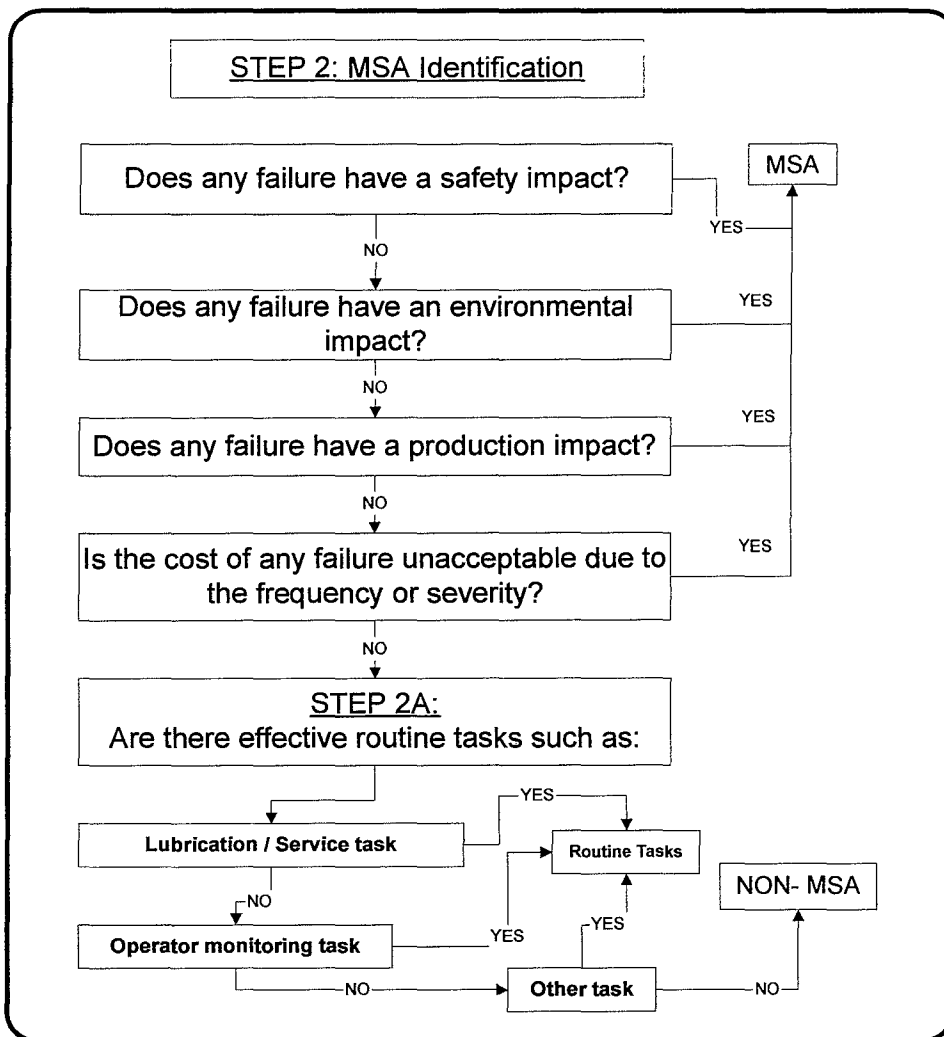 STEP 2: MSA Identification
Does any failure have a safety impact?
MSA
YES
NO
Does any failure have an environmental
impact?
YES
NO
Does any failure have a production impact?
YES
NO
Is the cost of any failure unacceptable due to
the frequency or severity?
YES
NO
STEP 2A:
Are there effective routine tasks such as:
YES
Lubrication / Service task
Routine Tasks
NO
NON- MSA
YES
Operator monitoring task
YES
NO
Other task
NO